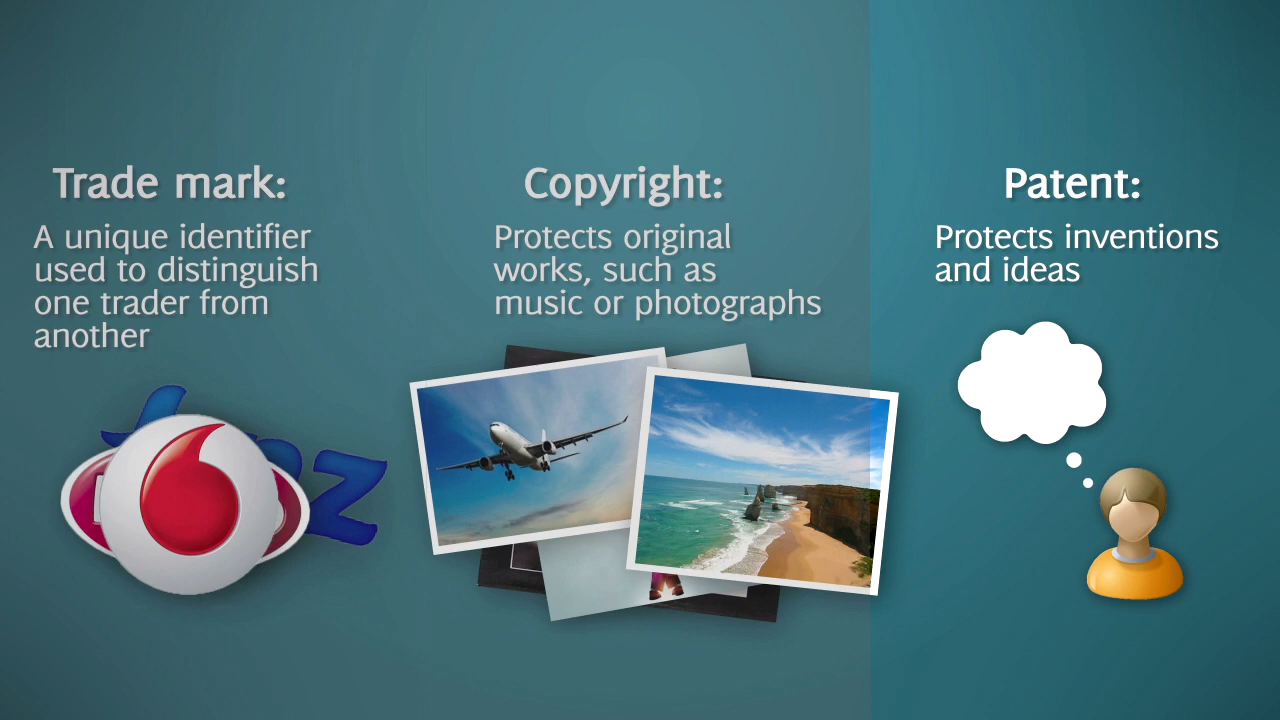 Trade mark:
A unique identifier
used to distinguish
one trader from
another
Copyright:
Protects original
works, such as
music or photographs
Patent:
Protects inventions
and ideas